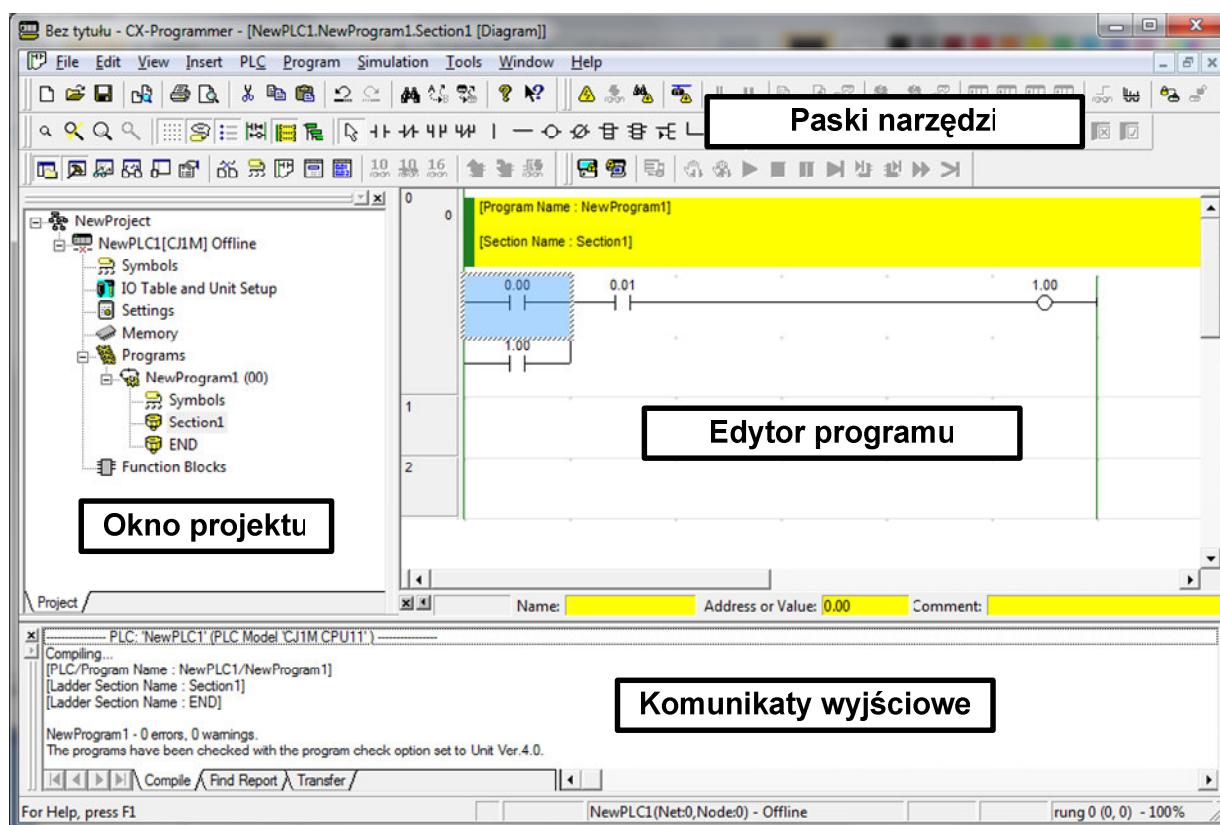 Bez tytułu - CX-Programmer - [NewPLC1.NewProgram1.Section1 [Diagram]]
File Edit View Insert PLC Program Simulation Tools Window Help
Paski narzędzi
10 10 16
NewProject
NewPLC1[CJ1M] Offline
Symbols
IO Table and Unit Setup
Settings
Memory
Programs
NewProgram1 (00)
Symbols
Section1
END
Function Blocks
Okno projektu
Project
0
0
[Program Name : NewProgram1]
[Section Name : Section1]
0.00 0.01 1.00
1.00
1
Edytor programu
2
Name: Address or Value: 0.00 Comment:
---------------- PLC: 'NewPLC1' (PLC Model 'CJ1M CPU11') ----------------
Compiling...
[PLC/Program Name : NewPLC1/NewProgram1]
[Ladder Section Name : Section1]
[Ladder Section Name : END]
NewProgram1 - 0 errors, 0 warnings.
The programs have been checked with the program check option set to Unit Ver.4.0.
Komunikaty wyjściowe
Compile Find Report Transfer
For Help, press F1 NewPLC1(Net:0,Node:0) - Offline rung 0 (0, 0) - 100%